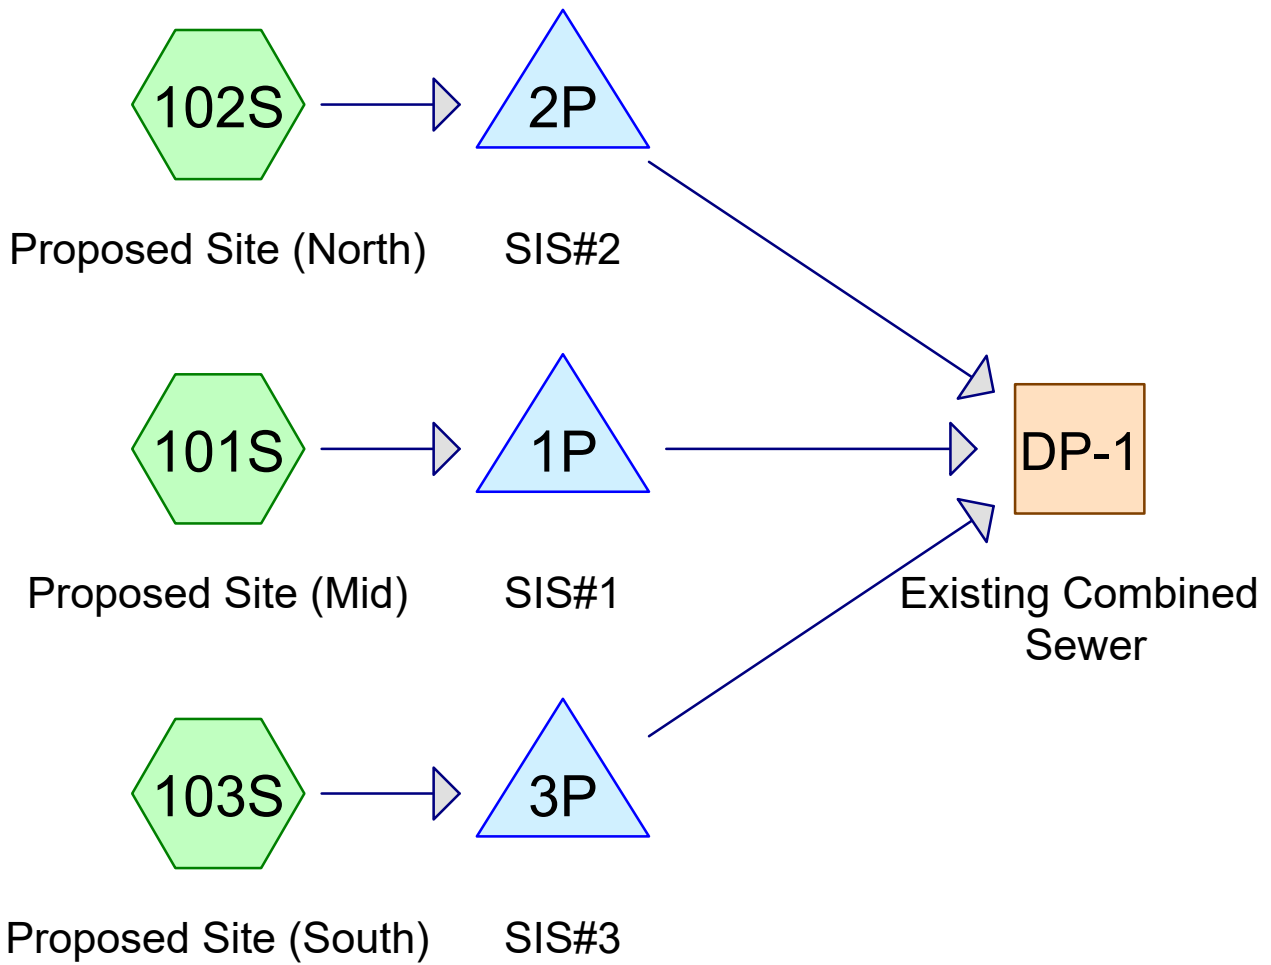 102S
2P
Proposed Site (North)
SIS#2
101S
1P
DP-1
Proposed Site (Mid)
SIS#1
Existing Combined
Sewer
103S
3P
Proposed Site (South)
SIS#3